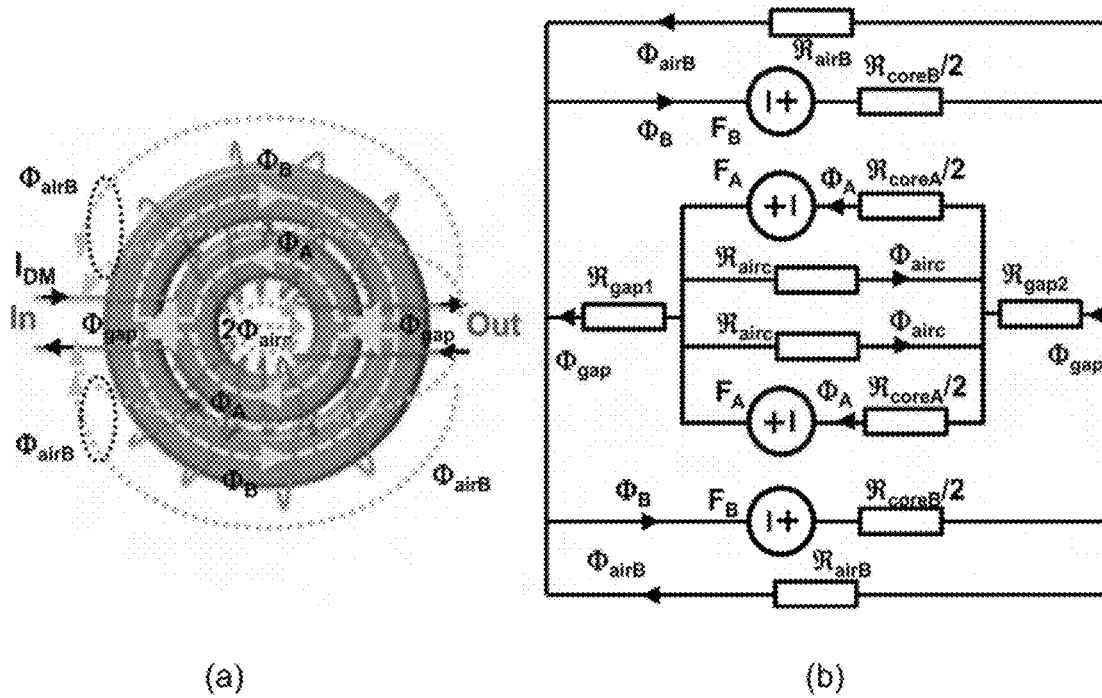 Φ_airB
I_DM
In
Φ_gap
Φ_B
Φ_A
2Φ_airc
Φ_A
Φ_B
Φ_gap
Out
Φ_airB
Φ_airB
(a)
ℜ_airB
Φ_airB
ℜ_coreB/2
Φ_B
F_B
F_A
Φ_A
ℜ_coreA/2
ℜ_airc
Φ_airc
ℜ_gap1
ℜ_gap2
ℜ_airc
Φ_airc
Φ_gap
Φ_gap
F_A
Φ_A
ℜ_coreA/2
Φ_B
F_B
ℜ_coreB/2
Φ_airB
ℜ_airB
(b)